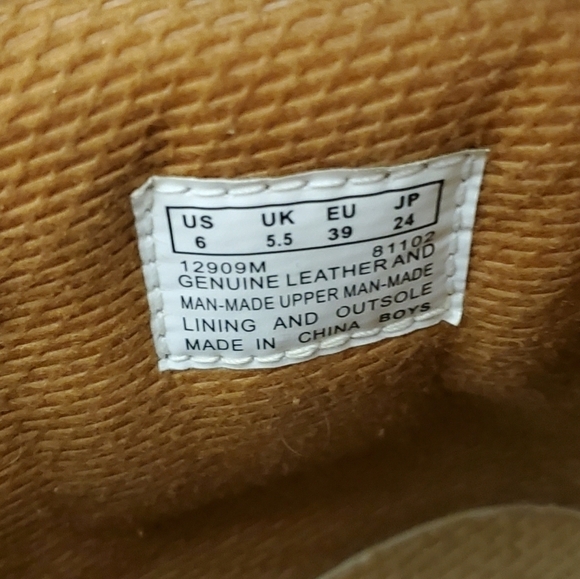 US UK EU JP
6 5.5 39 24
12909M 81102
GENUINE LEATHER AND
MAN-MADE UPPER MAN-MADE
LINING AND OUTSOLE
MADE IN CHINA BOYS